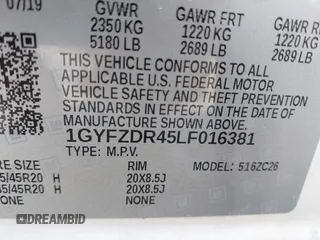 07/19 GVWR GAWR FRT GAWR R
2350 KG 1220 KG 1220 KG
5180 LB 2689 LB 2689 LB
THIS VEHICLE CONFORMS TO ALL
APPLICABLE U.S. FEDERAL MOTOR
VEHICLE SAFETY AND THEFT
PREVENTION STANDARDS IN
EFFECT ON THE DATE OF
MANUFACTURE SHOWN ABOVE.
1GYFZDR45LF016381
TYPE: M.P.V. MODEL: 516ZC26
SIZE RIM
5/45R20 H 20X8.5J
5/45R20 H 20X8.5J
NONE NONE
DREAMBID